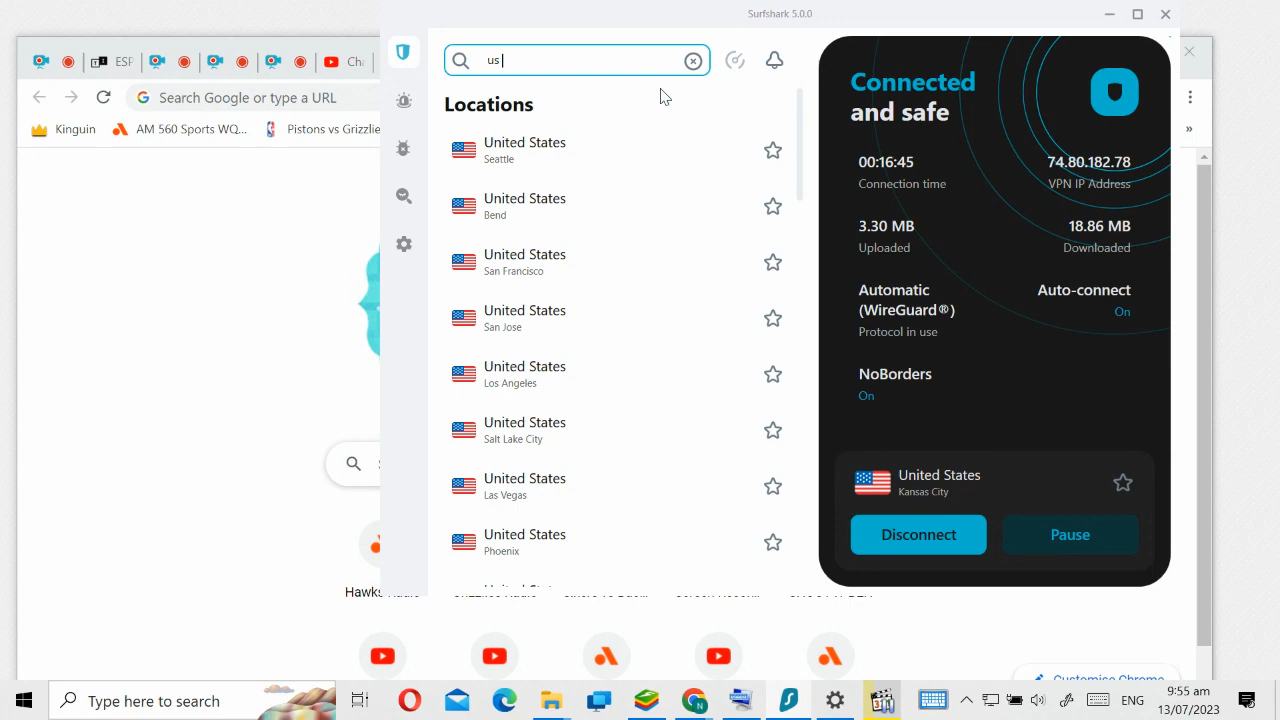 Surfshark 5.0.0
ESP
Cha
Search Google or type a URL
Kinguin
AM 560 Sports WQ...
Pistons vs Grizzlie
»
us
Locations
United States
Seattle
United States
Bend
United States
San Francisco
United States
San Jose
United States
Los Angeles
United States
Salt Lake City
United States
Las Vegas
United States
Phoenix
Connected
and safe
00:16:45
Connection time
74.80.182.78
VPN IP Address
3.30 MB
Uploaded
18.86 MB
Downloaded
Automatic
(WireGuard®)
Protocol in use
Auto-connect
On
NoBorders
On
United States
Kansas City
Disconnect
Pause
Customise Chrome
Type here to search
ENG
9:55 am
13/07/2023